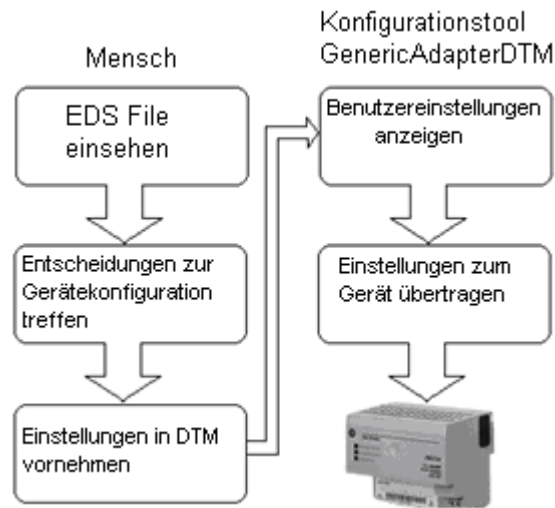 Mensch
EDS File
einsehen
Entscheidungen zur
Gerätekonfiguration
treffen
Einstellungen in DTM
vornehmen
Konfigurationstool
GenericAdapterDTM
Benutzereinstellungen
anzeigen
Einstellungen zum
Gerät übertragen